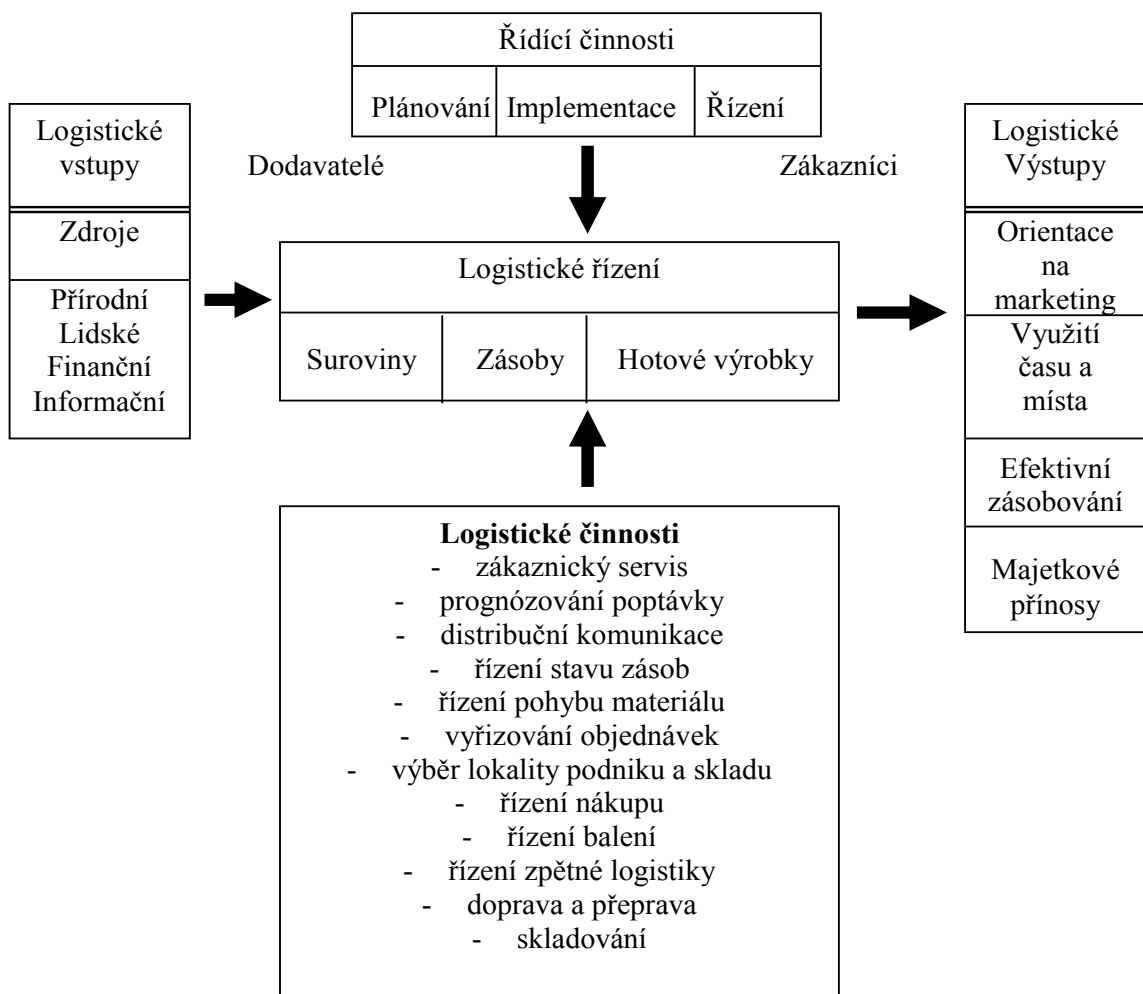 Řídící činnosti
Plánování Implementace Řízení
Logistické
vstupy
Zdroje
Přírodní
Lidské
Finanční
Informační
Dodavatelé
Zákazníci
Logistické řízení
Suroviny Zásoby Hotové výrobky
Logistické
Výstupy
Orientace
na
marketing
Využití
času a
místa
Efektivní
zásobování
Majetkové
přínosy
Logistické činnosti
- zákaznický servis
- prognózování poptávky
- distribuční komunikace
- řízení stavu zásob
- řízení pohybu materiálu
- vyřizování objednávek
- výběr lokality podniku a skladu
- řízení nákupu
- řízení balení
- řízení zpětné logistiky
- doprava a přeprava
- skladování